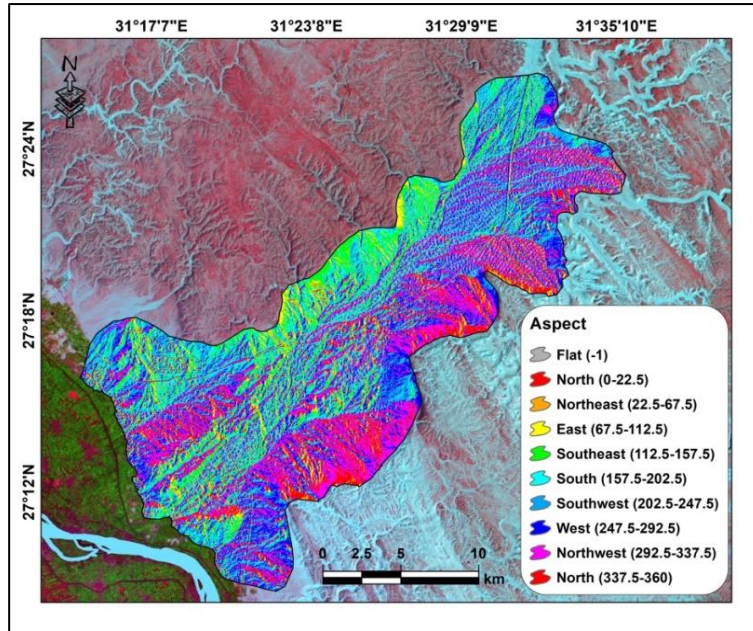 31°17'7"E 31°23'8"E 31°29'9"E 31°35'10"E
N
27°24'N
27°18'N
27°12'N
Aspect
Flat (-1)
North (0-22.5)
Northeast (22.5-67.5)
East (67.5-112.5)
Southeast (112.5-157.5)
South (157.5-202.5)
Southwest (202.5-247.5)
West (247.5-292.5)
Northwest (292.5-337.5)
North (337.5-360)
0 2.5 5 10
km